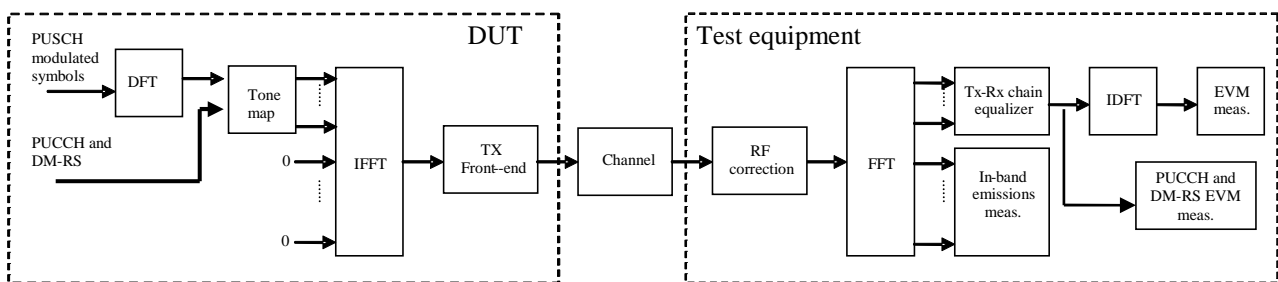 DUT
Test equipment
PUSCH
modulated
symbols
DFT
Tone
map
PUCCH and
DM-RS
0
0
IFFT
TX
Front--end
Channel
RF
correction
FFT
Tx-Rx chain
equalizer
IDFT
EVM
meas.
In-band
emissions
meas.
PUCCH and
DM-RS EVM
meas.